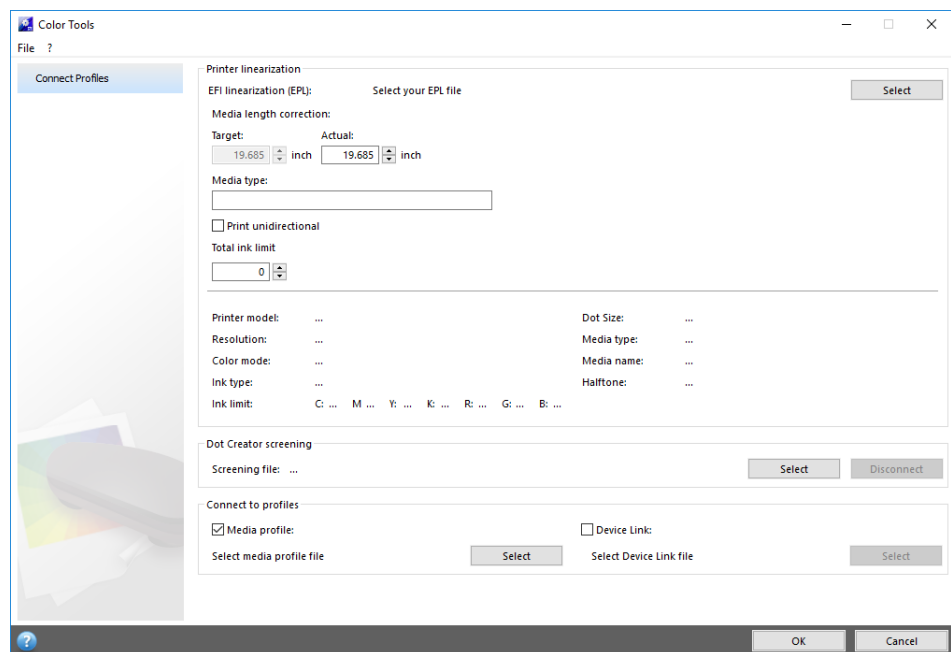 Color Tools
File ?
Connect Profiles
Printer linearization
EFI linearization (EPL): Select your EPL file Select
Media length correction:
Target: Actual:
19.685 inch 19.685 inch
Media type:
Print unidirectional
Total ink limit
0
Printer model: ... Dot Size: ...
Resolution: ... Media type: ...
Color mode: ... Media name: ...
Ink type: ... Halftone: ...
Ink limit: C: ... M ... Y: ... K: ... R: ... G: ... B: ...
Dot Creator screening
Screening file: ... Select Disconnect
Connect to profiles
Media profile: Device Link:
Select media profile file Select Select Device Link file Select
? OK Cancel